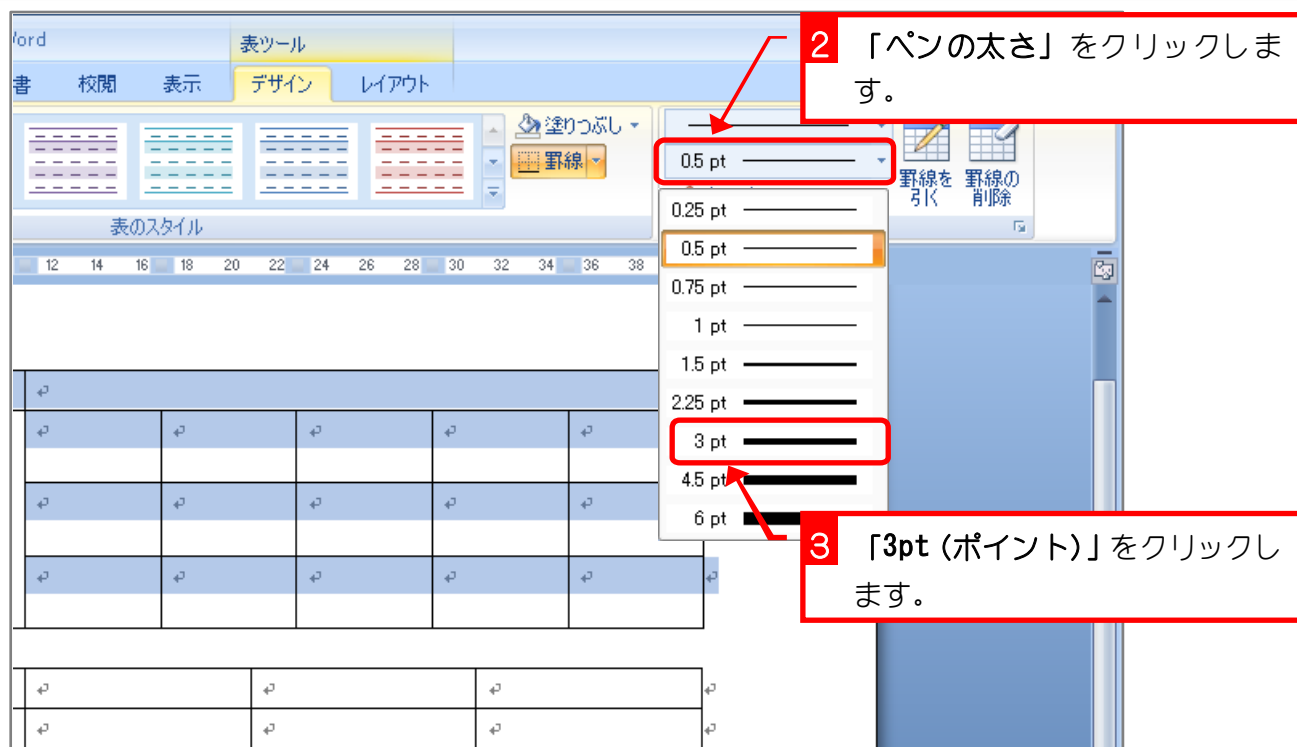 Word
表ツール
2 「ペンの太さ」をクリックしま
す。
書 校閲 表示 デザイン レイアウト
塗りつぶし
罫線
0.5 pt
罫線を
引く
罫線の
削除
表のスタイル
0.25 pt
0.5 pt
0.75 pt
1 pt
1.5 pt
2.25 pt
3 pt
4.5 pt
6 pt
12 14 16 18 20 22 24 26 28 30 32 34 36 38
3 「3pt(ポイント)」をクリックし
ます。